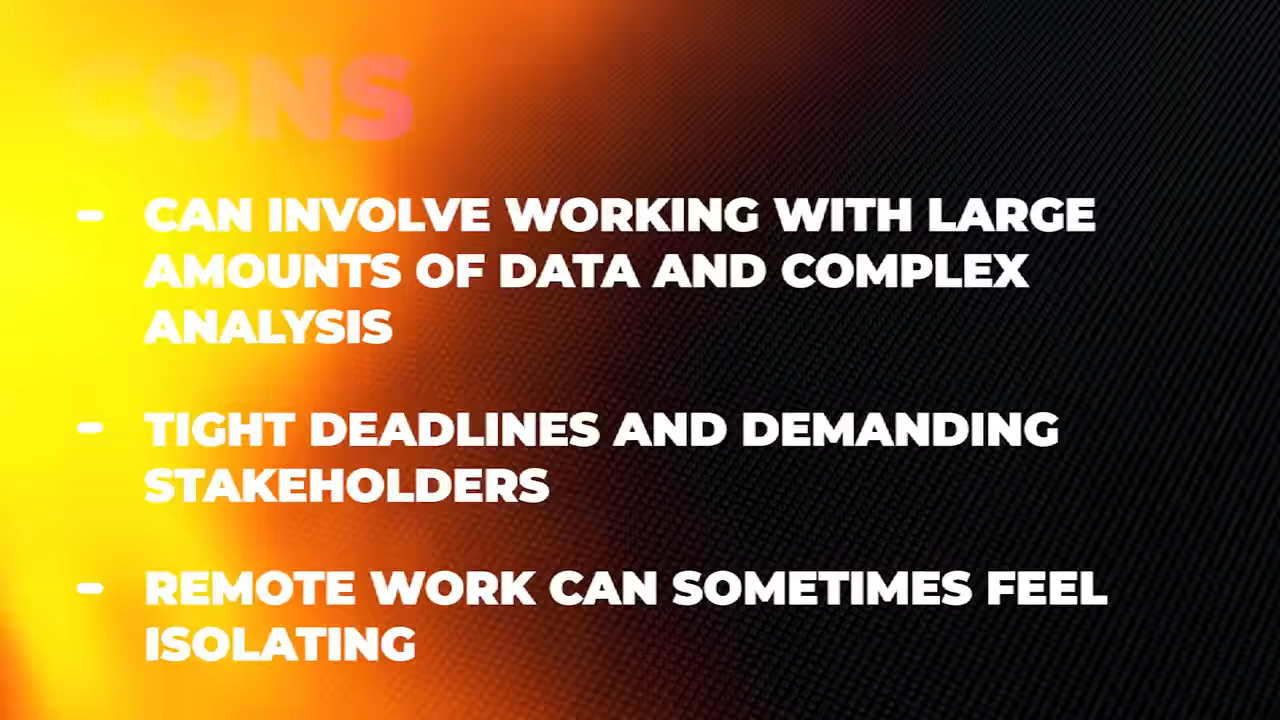 CONS
- CAN INVOLVE WORKING WITH LARGE
AMOUNTS OF DATA AND COMPLEX
ANALYSIS
- TIGHT DEADLINES AND DEMANDING
STAKEHOLDERS
- REMOTE WORK CAN SOMETIMES FEEL
ISOLATING